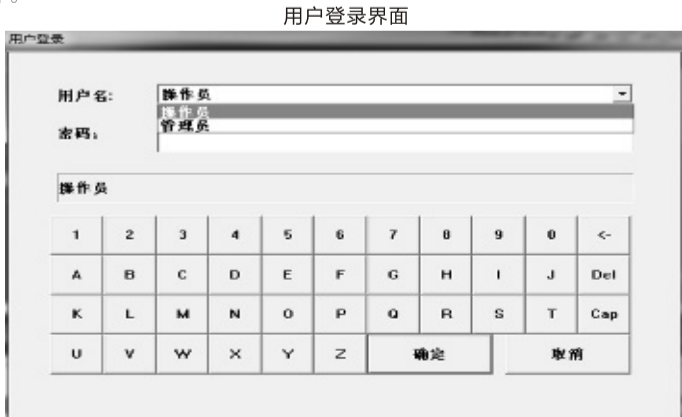 用户登录界面
用户登录
用户名: 操作员
操作员
管理员
密码:
操作员
1 2 3 4 5 6 7 8 9 0 <-
A B C D E F G H I J Del
K L M N O P Q R S T Cap
U V W X Y Z 确定 取消